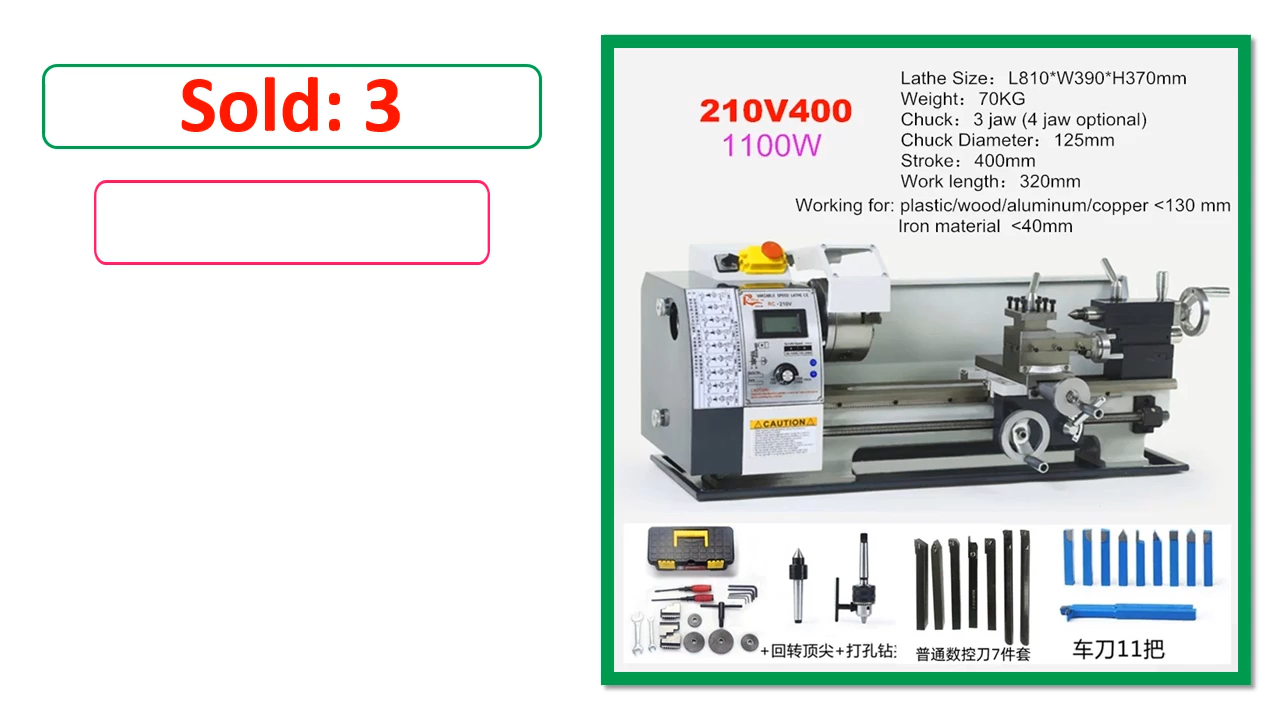 Sold: 3
210V400
1100W
Lathe Size： L810*W390*H370mm
Weight：70KG
Chuck：3 jaw (4 jaw optional)
Chuck Diameter：125mm
Stroke：400mm
Work length：320mm
Working for: plastic/wood/aluminum/copper <130 mm
Iron material <40mm
VARIABLE SPEED LATHE
CAUTION
+回转顶尖+打孔钻
普通数控刀7件套
车刀11把